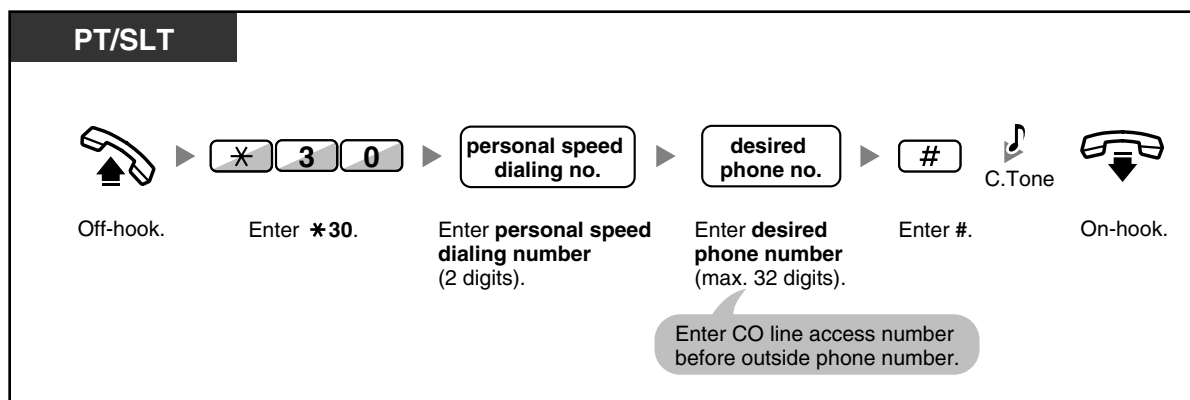 PT/SLT
* 3 0
personal speed
dialing no.
desired
phone no.
#
C.Tone
Off-hook.
Enter *30.
Enter personal speed
dialing number
(2 digits).
Enter desired
phone number
(max. 32 digits).
Enter #.
On-hook.
Enter CO line access number
before outside phone number.